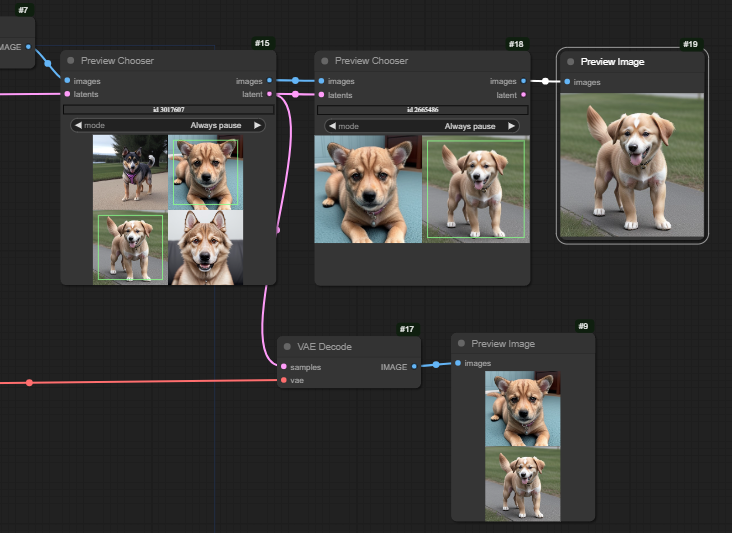 #7
MAGE
#15
Preview Chooser
images
images
latents
latent
id 3017607
mode
Always pause
#18
Preview Chooser
images
images
latents
latent
id 2665486
mode
Always pause
#19
Preview Image
images
#17
VAE Decode
samples
IMAGE
vae
#9
Preview Image
images